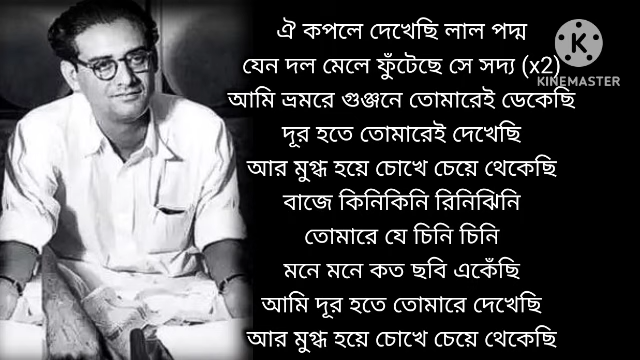 ঐ কপলে দেখেছি লাল পদ্ম
যেন দল মেলে ফুঁটেছে সে সদ্য (x2)
আমি ভ্রমরে গুঞ্জনে তোমারেই ডেকেছি
দূর হতে তোমারেই দেখেছি
আর মুগ্ধ হয়ে চোখে চেয়ে থেকেছি
বাজে কিনিকিনি রিনিঝিনি
তোমারে যে চিনি চিনি
মনে মনে কত ছবি একেঁছি
আমি দূর হতে তোমারে দেখেছি
আর মুগ্ধ হয়ে চোখে চেয়ে থেকেছি
KINEMASTER